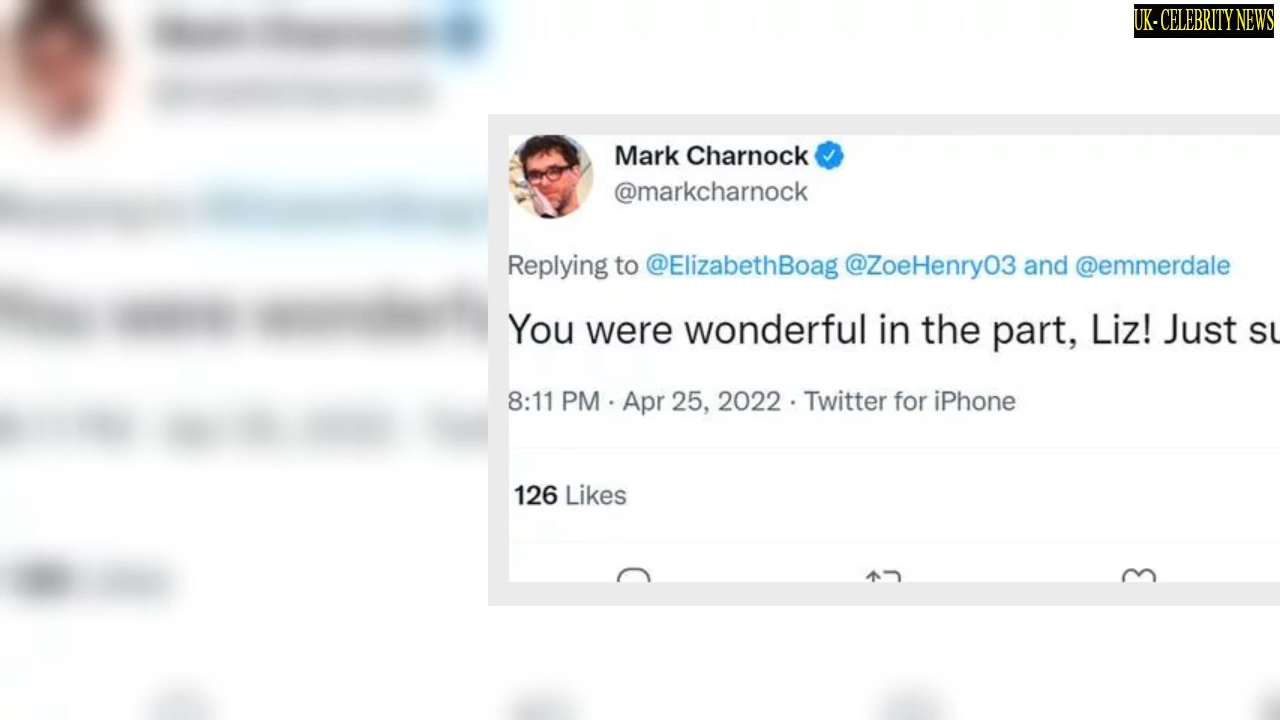 UK- CELEBRITY NEWS
Mark Charnock
@markcharnock
Replying to @ElizabethBoag @ZoeHenry03 and @emmerdale
You were wonderful in the part, Liz! Just su
8:11 PM · Apr 25, 2022 · Twitter for iPhone
126 Likes